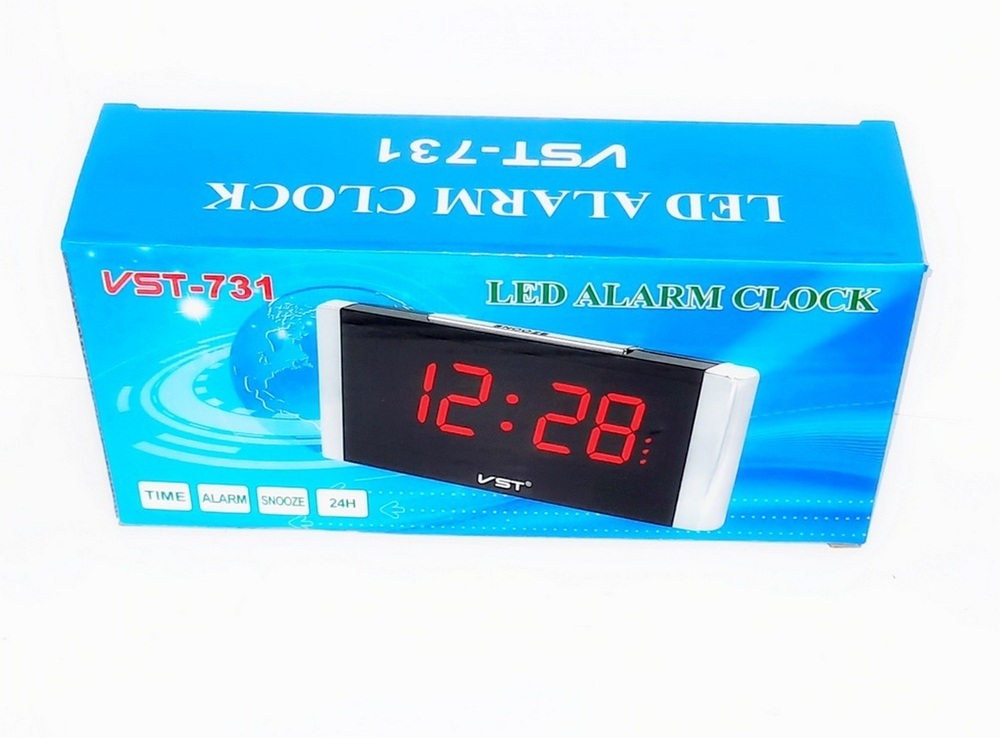 VST-731
LED ALARM CLOCK
VST-731
LED ALARM CLOCK
SNOOZE
12:28
VST®
TIME
ALARM
SNOOZE
24H